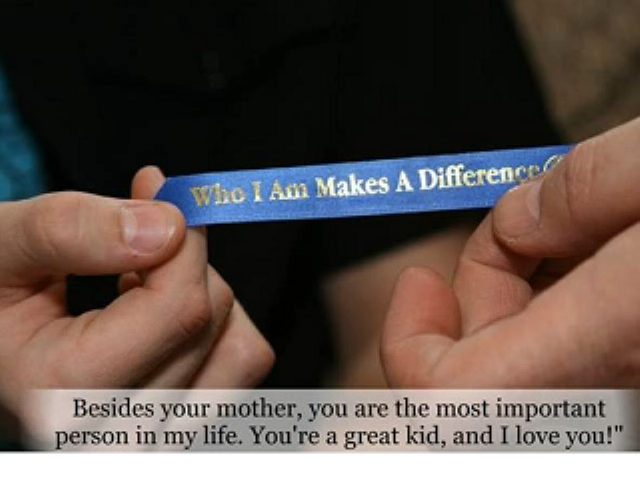 Who I Am Makes A Difference
Besides your mother, you are the most important
person in my life. You're a great kid, and I love you!"